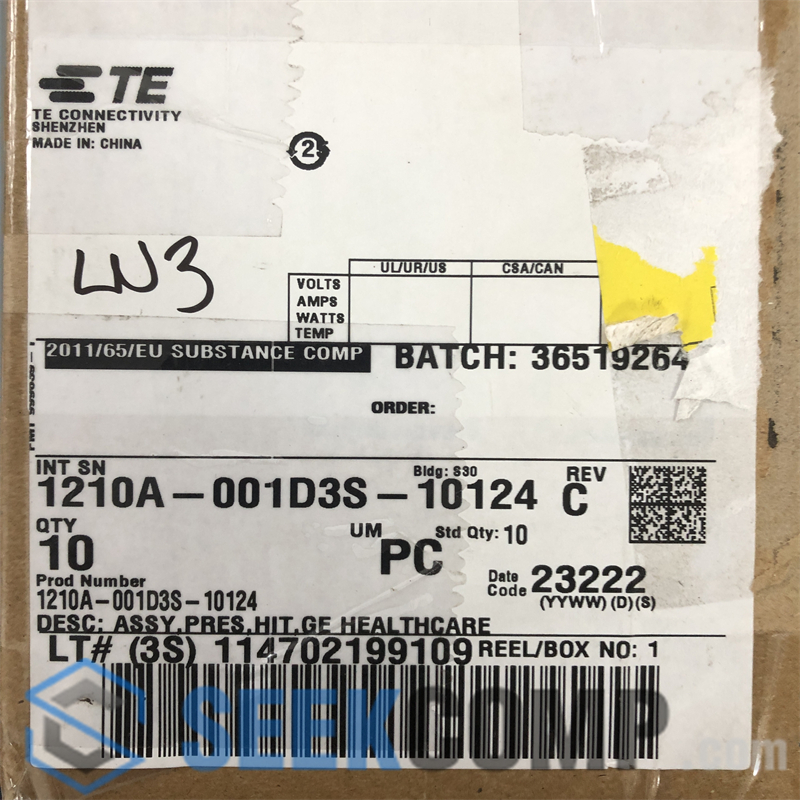 TE
TE CONNECTIVITY
SHENZHEN
MADE IN: CHINA
2
LN3
UL/UR/US CSA/CAN
VOLTS
AMPS
WATTS
TEMP
2011/65/EU SUBSTANCE COMP BATCH: 36519264
ORDER:
INT SN Bldg: S30 REV
1210A-001D3S-10124 C
QTY UM Std Qty: 10
10 PC
Prod Number Date Code 23222
1210A-001D3S-10124 (YYWW) (D)(S)
DESC: ASSY,PRES,HIT,GE HEALTHCARE
LT# (3S) 114702199109 REEL/BOX NO: 1
SEEKCOMP.com